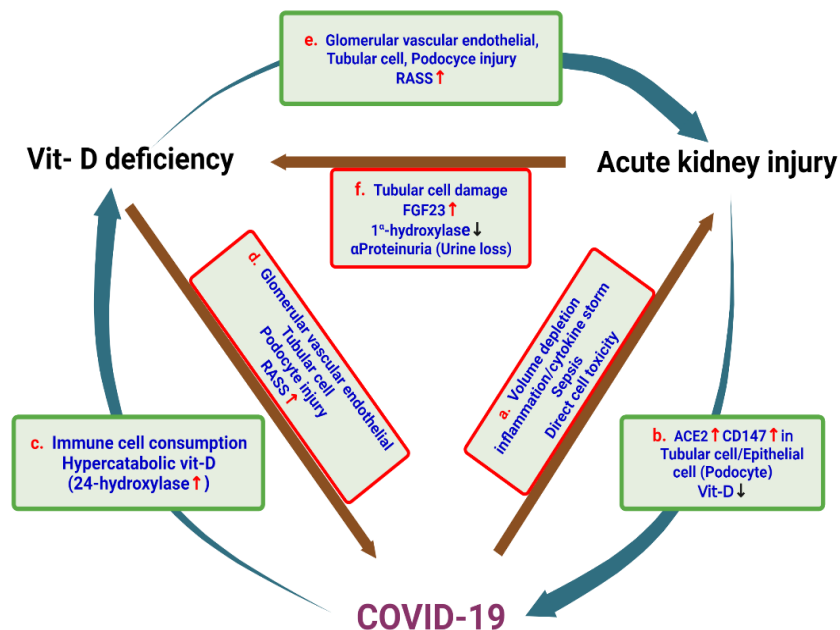 e. Glomerular vascular endothelial,
Tubular cell, Podocyce injury
RASS↑
Vit- D deficiency
Acute kidney injury
f. Tubular cell damage
FGF23↑
1ᵅ-hydroxylase↓
αProteinuria (Urine loss)
d. Glomerular vascular endothelial
Tubular cell
Podocyte injury
RASS↑
a. Volume depletion
inflammation/cytokine storm
Sepsis
Direct cell toxicity
c. Immune cell consumption
Hypercatabolic vit-D
(24-hydroxylase↑)
b. ACE2↑CD147↑in
Tubular cell/Epithelial
cell (Podocyte)
Vit-D↓
COVID-19